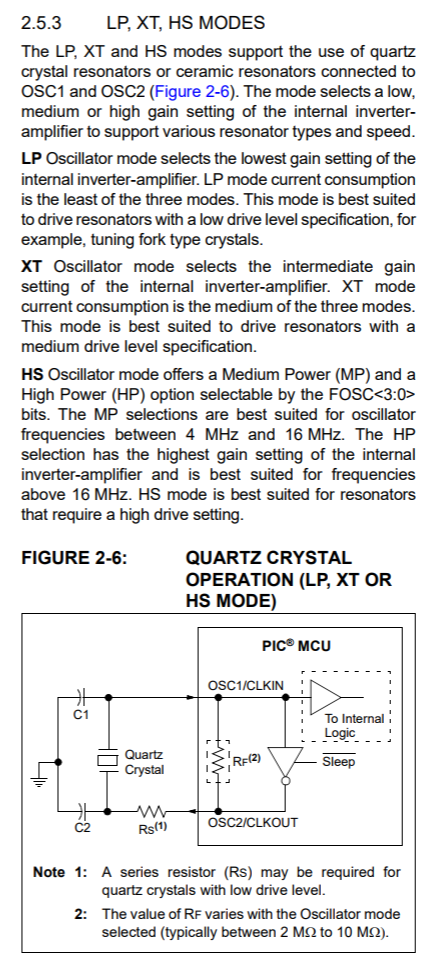 2.5.3 LP, XT, HS MODES
The LP, XT and HS modes support the use of quartz
crystal resonators or ceramic resonators connected to
OSC1 and OSC2 (Figure 2-6). The mode selects a low,
medium or high gain setting of the internal inverter-
amplifier to support various resonator types and speed.
LP Oscillator mode selects the lowest gain setting of the
internal inverter-amplifier. LP mode current consumption
is the least of the three modes. This mode is best suited
to drive resonators with a low drive level specification, for
example, tuning fork type crystals.
XT Oscillator mode selects the intermediate gain
setting of the internal inverter-amplifier. XT mode
current consumption is the medium of the three modes.
This mode is best suited to drive resonators with a
medium drive level specification.
HS Oscillator mode offers a Medium Power (MP) and a
High Power (HP) option selectable by the FOSC<3:0>
bits. The MP selections are best suited for oscillator
frequencies between 4 MHz and 16 MHz. The HP
selection has the highest gain setting of the internal
inverter-amplifier and is best suited for frequencies
above 16 MHz. HS mode is best suited for resonators
that require a high drive setting.
FIGURE 2-6: QUARTZ CRYSTAL
OPERATION (LP, XT OR
HS MODE)
PIC® MCU
OSC1/CLKIN
C1
To Internal
Logic
Quartz
Crystal
RF(2)
Sleep
C2
RS(1)
OSC2/CLKOUT
Note 1: A series resistor (RS) may be required for
quartz crystals with low drive level.
2: The value of RF varies with the Oscillator mode
selected (typically between 2 MΩ to 10 MΩ).